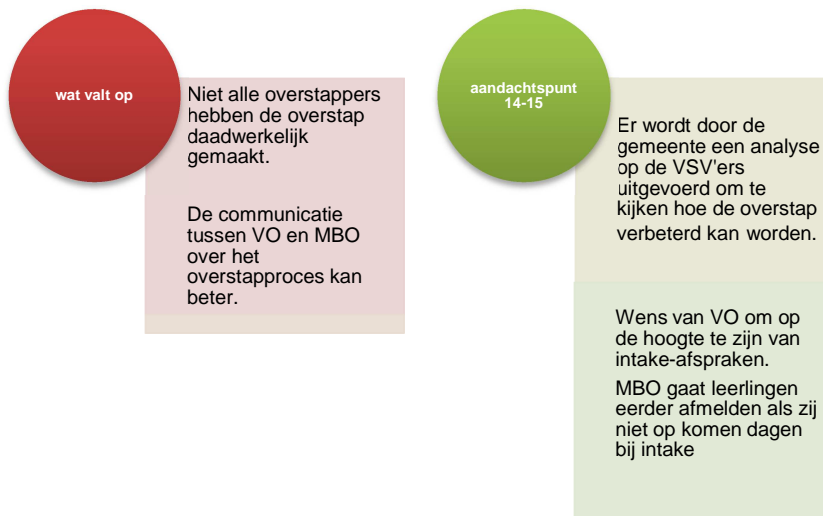 wat valt op
Niet alle overstappers
hebben de overstap
daadwerkelijk
gemaakt.
De communicatie
tussen VO en MBO
over het
overstapproces kan
beter.
aandachtspunt
14-15
Er wordt door de
gemeente een analyse
op de VSV'ers
uitgevoerd om te
kijken hoe de overstap
verbeterd kan worden.
Wens van VO om op
de hoogte te zijn van
intake-afspraken.
MBO gaat leerlingen
eerder afmelden als zij
niet op komen dagen
bij intake